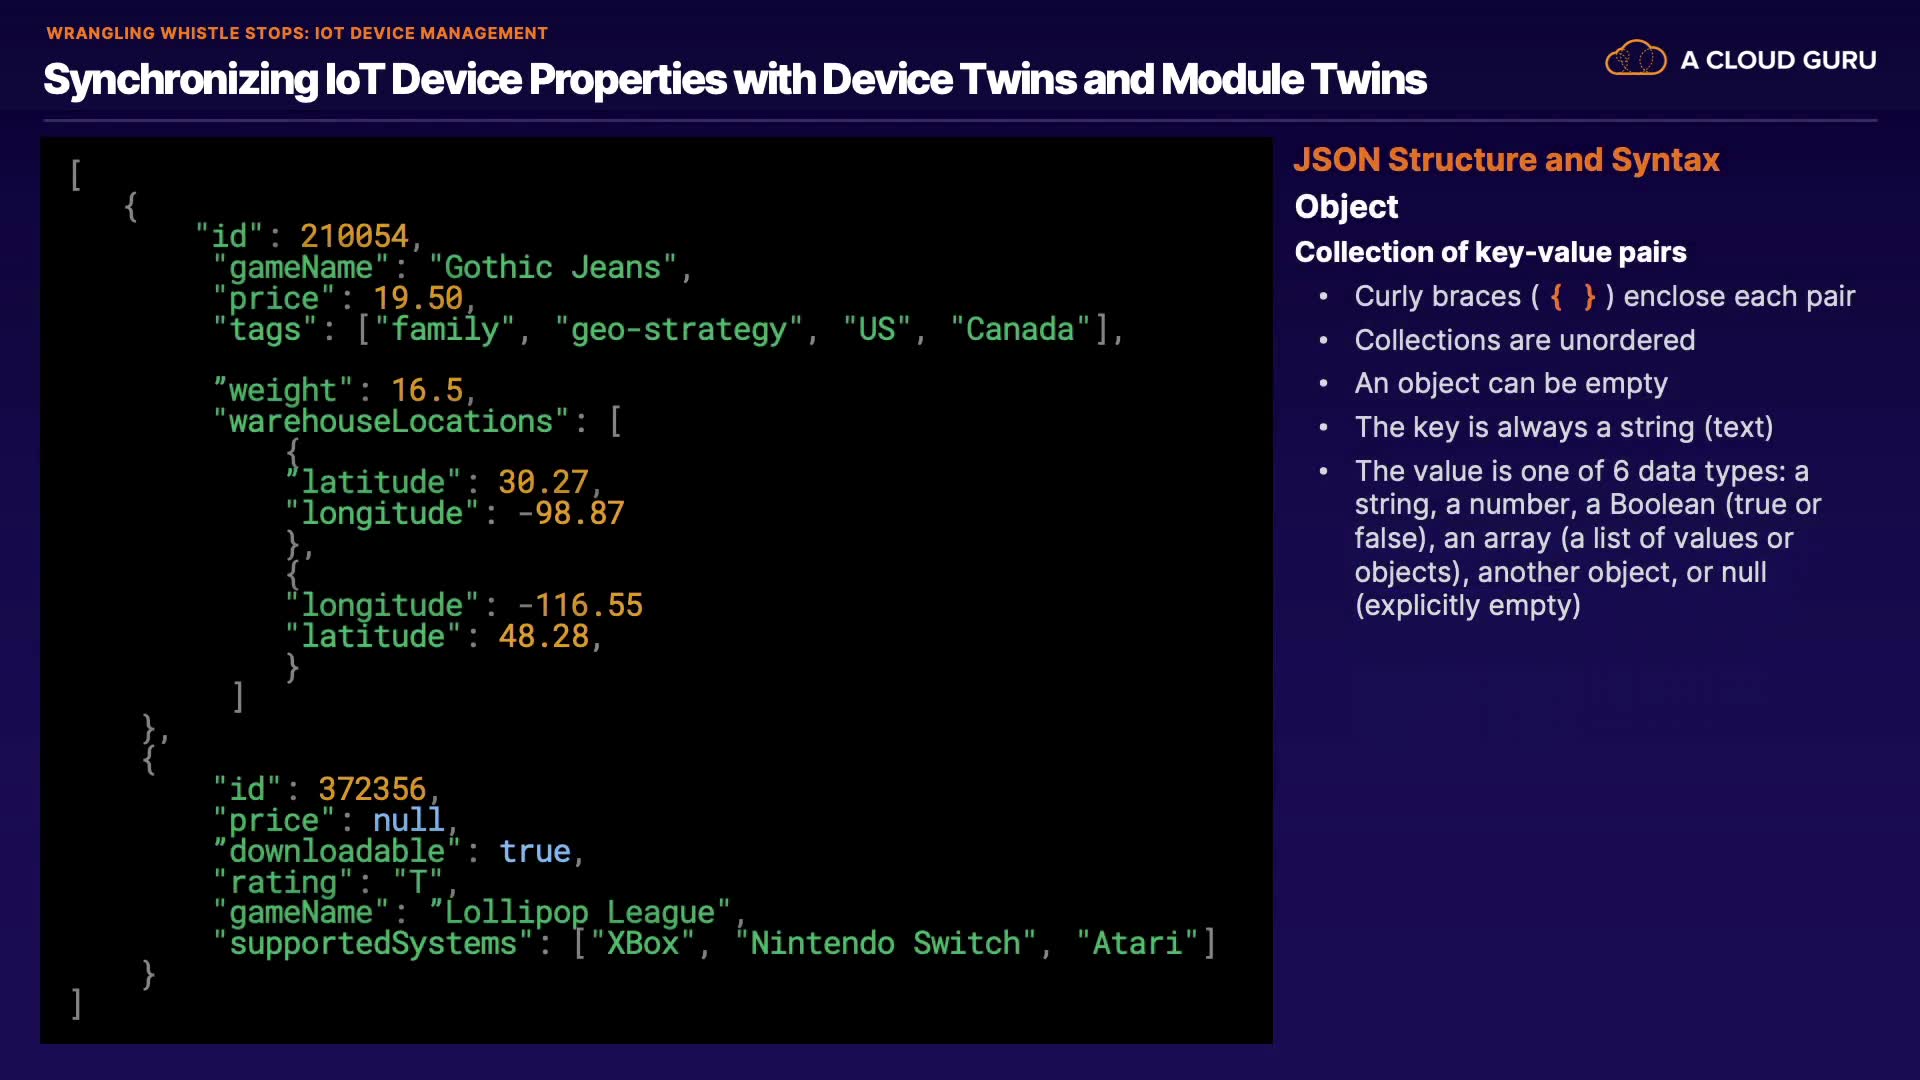 WRANGLING WHISTLE STOPS: IOT DEVICE MANAGEMENT
Synchronizing IoT Device Properties with Device Twins and Module Twins
A CLOUD GURU
[
{
"id": 210054,
"gameName": "Gothic Jeans",
"price": 19.50,
"tags": ["family", "geo-strategy", "US", "Canada"],
”weight": 16.5,
"warehouseLocations": [
{
”latitude": 30.27,
"longitude": -98.87
},
{
"longitude": -116.55
"latitude": 48.28,
}
]
},
{
"id": 372356,
"price": null,
”downloadable": true,
"rating": "T",
"gameName": ”Lollipop League",
"supportedSystems": ["XBox", "Nintendo Switch", "Atari"]
}
]
JSON Structure and Syntax
Object
Collection of key-value pairs
• Curly braces ( { } ) enclose each pair
• Collections are unordered
• An object can be empty
• The key is always a string (text)
• The value is one of 6 data types: a
string, a number, a Boolean (true or
false), an array (a list of values or
objects), another object, or null
(explicitly empty)